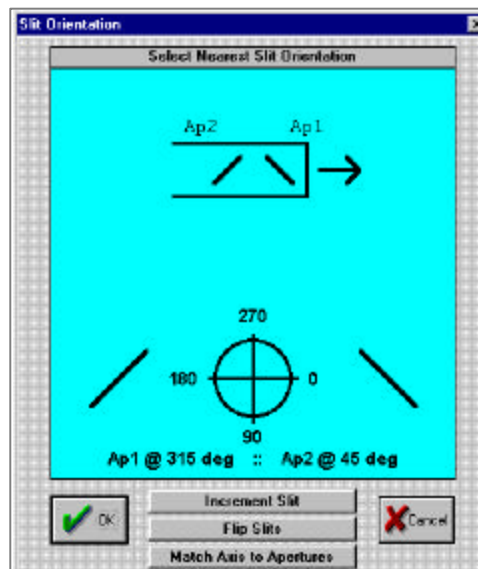 Slit Orientation
Select Nearest Slit Orientation
Ap2 Ap1
270
180 0
90
Ap1 @ 315 deg :: Ap2 @ 45 deg
Increment Slit
OK Cancel
Flip Slits
Match Axis to Apertures